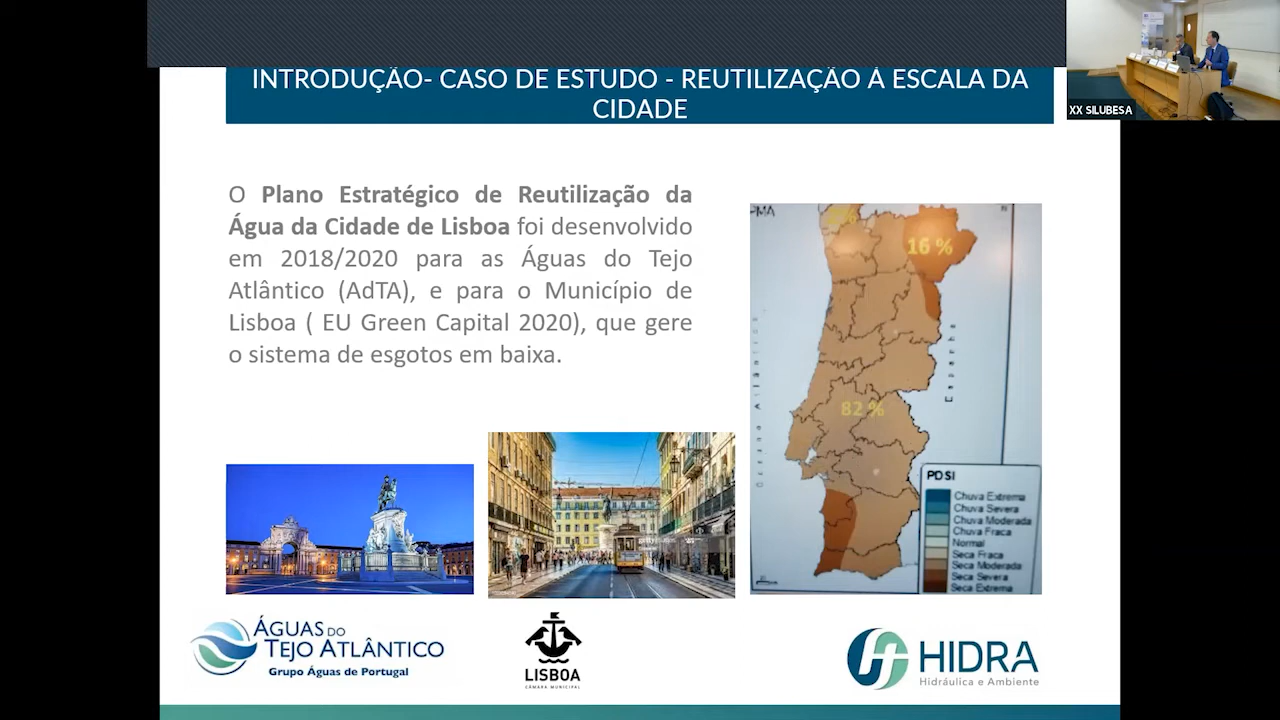 INTRODUÇÃO- CASO DE ESTUDO - REUTILIZAÇÃO À ESCALA DA
CIDADE
XX SILUBESA
O Plano Estratégico de Reutilização da
Água da Cidade de Lisboa foi desenvolvido
em 2018/2020 para as Águas do Tejo
Atlântico (AdTA), e para o Município de
Lisboa ( EU Green Capital 2020), que gere
o sistema de esgotos em baixa.
16 %
82 %
PDSI
Chuva Extrema
Chuva Severa
Chuva Moderada
Chuva Fraca
Normal
Seca Fraca
Seca Moderada
Seca Severa
Seca Extrema
ÁGUAS DO
TEJO ATLÂNTICO
Grupo Águas de Portugal
LISBOA
CÂMARA MUNICIPAL
HIDRA
Hidráulica e Ambiente